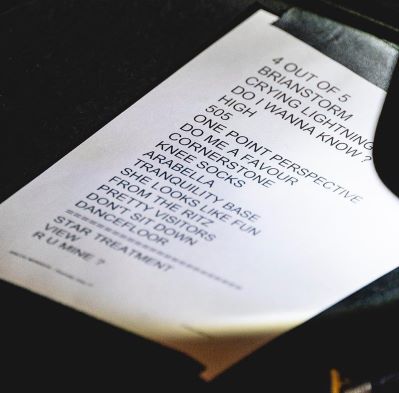 4 OUT OF 5
BRIANSTORM
CRYING LIGHTNING
DO I WANNA KNOW?
HIGH
505
ONE POINT PERSPECTIVE
DO ME A FAVOUR
CORNERSTONE
KNEE SOCKS
ARABELLA
TRANQUILITY BASE
SHE LOOKS LIKE FUN
FROM THE RITZ
PRETTY VISITORS
DONT SIT DOWN
DANCEFLOOR
STAR TREATMENT
VIEW
R U MINE ?